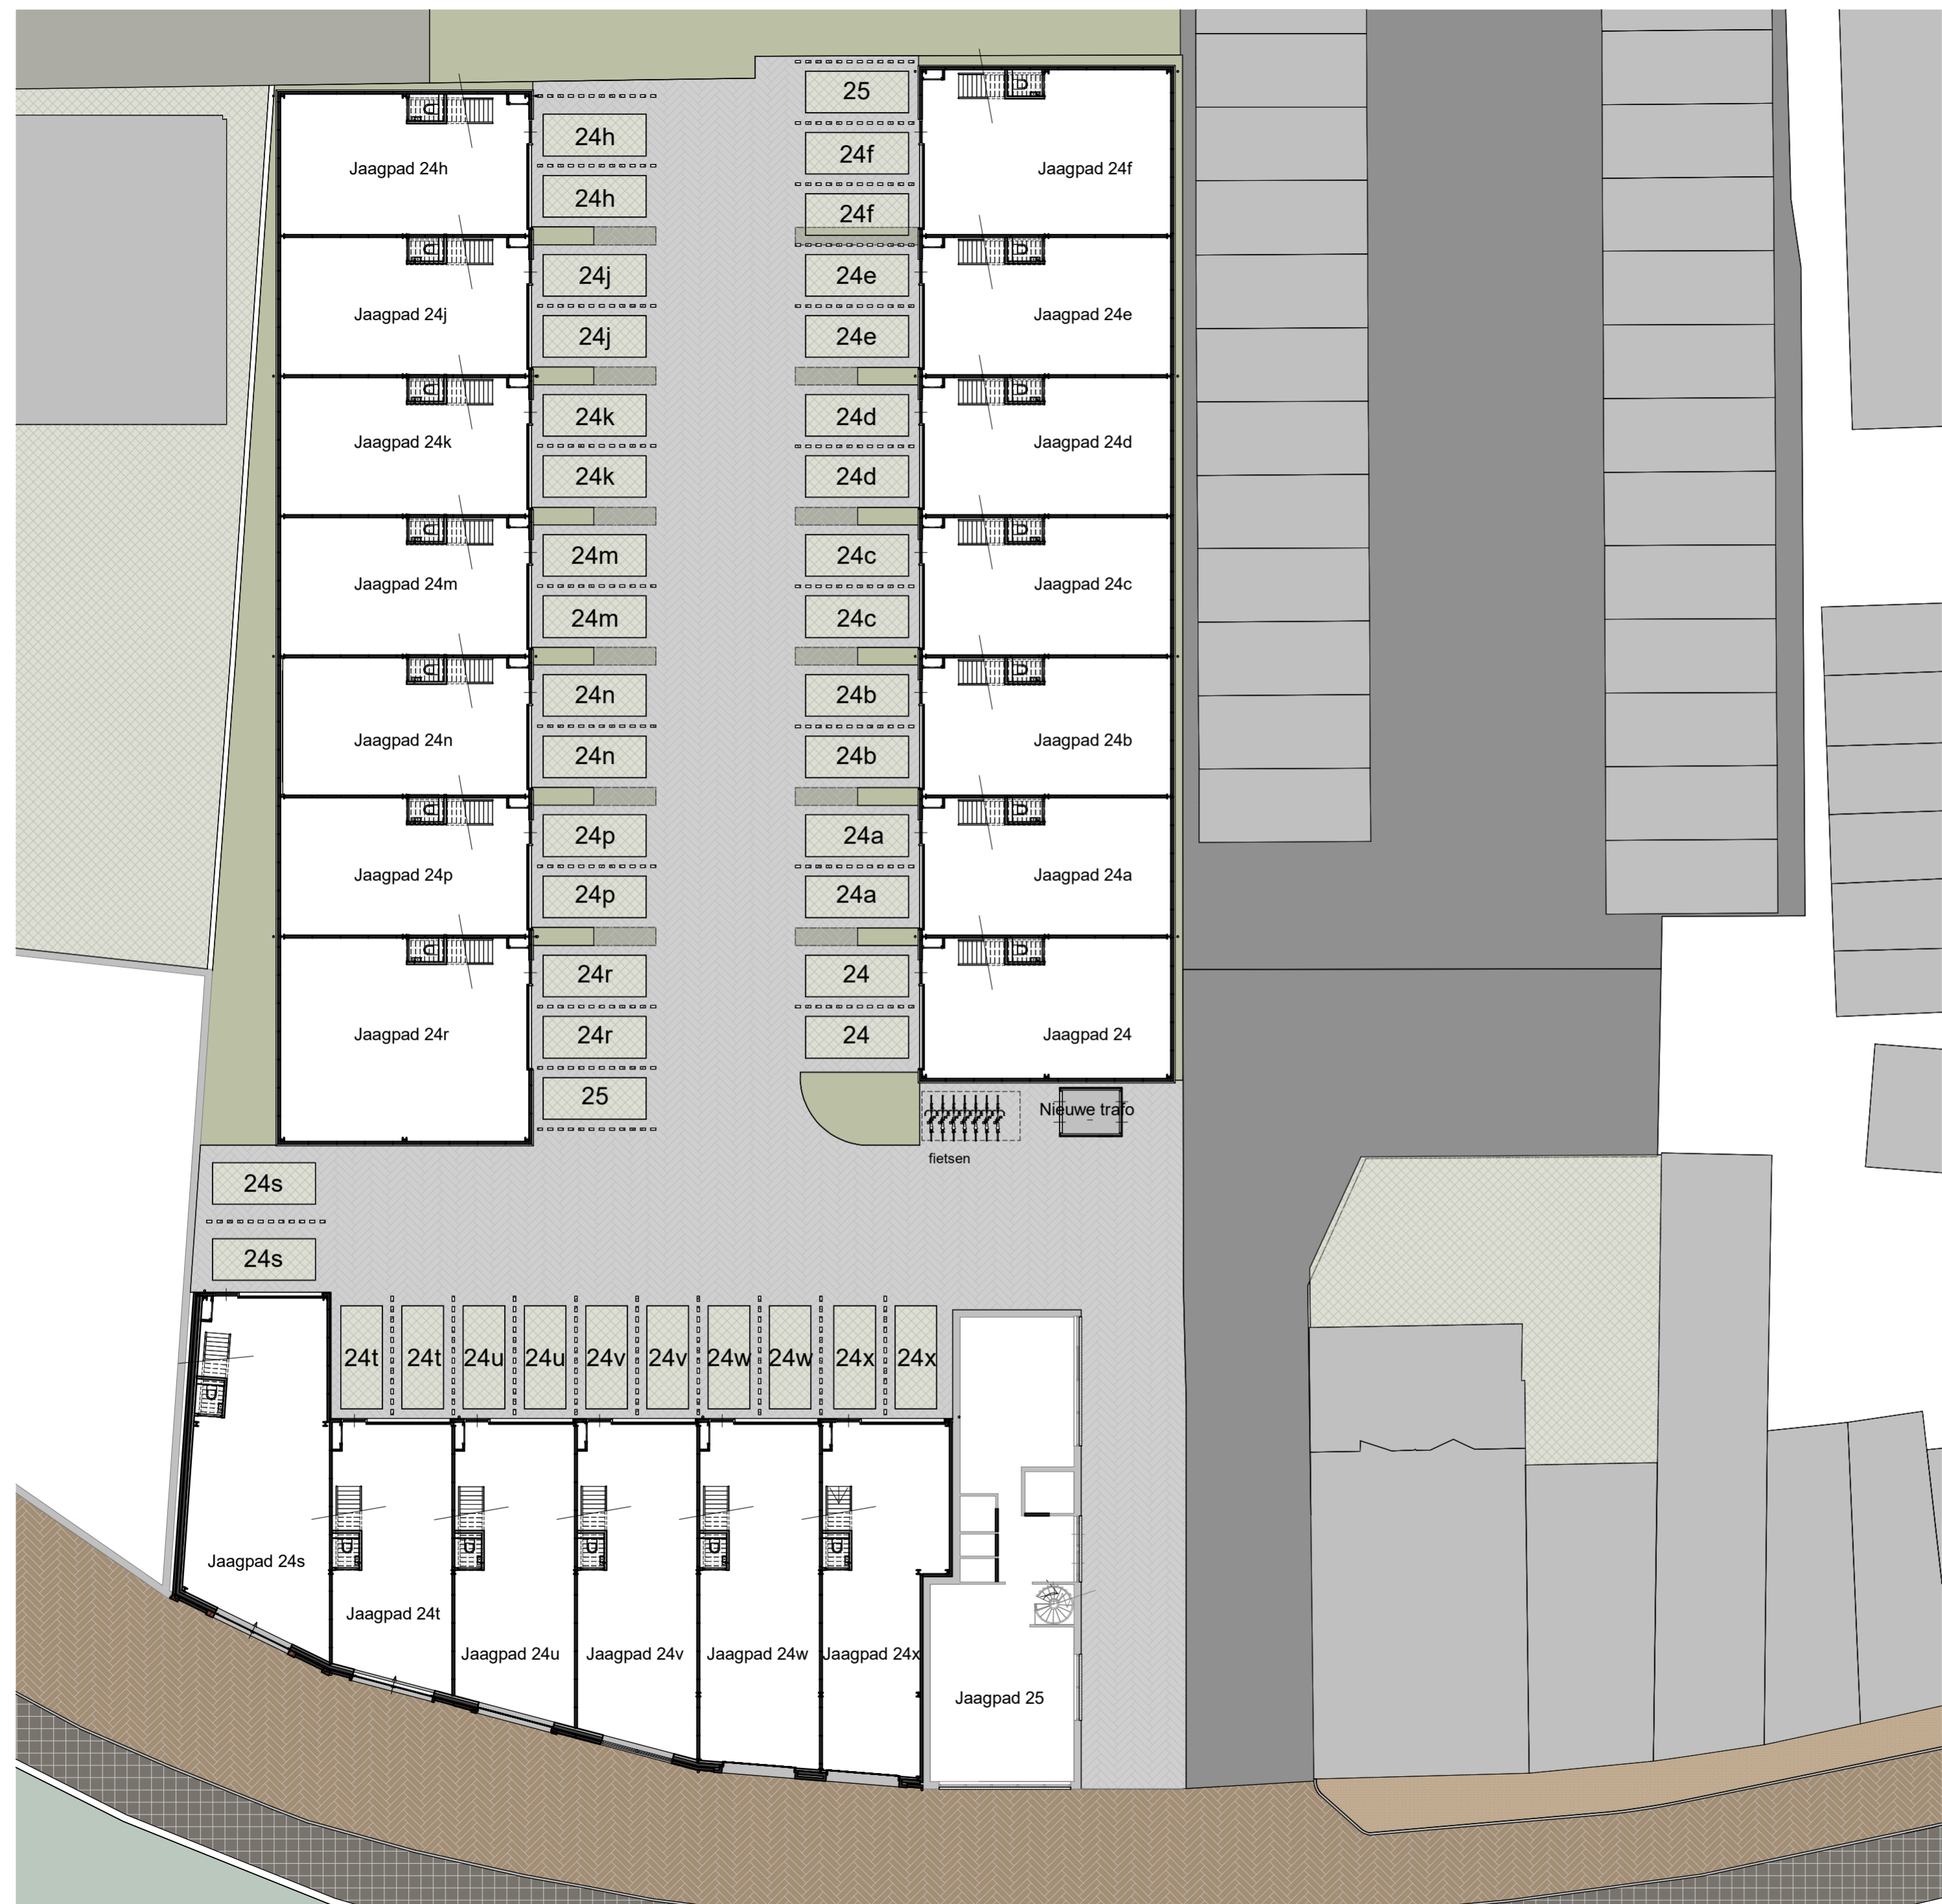 25
24h
24f
Jaagpad 24h
Jaagpad 24f
24h
24f
24j
24e
Jaagpad 24j
Jaagpad 24e
24j
24e
24k
24d
Jaagpad 24k
Jaagpad 24d
24k
24d
24m
24c
Jaagpad 24m
Jaagpad 24c
24m
24c
24n
24b
Jaagpad 24n
Jaagpad 24b
24n
24b
24p
24a
Jaagpad 24p
Jaagpad 24a
24p
24a
24r
24
Jaagpad 24r
24r
24
Jaagpad 24
25
Nieuwe trafo
fietsen
24s
24s
24t
24t
24u
24u
24v
24v
24w
24w
24x
24x
Jaagpad 24s
Jaagpad 24t
Jaagpad 24u
Jaagpad 24v
Jaagpad 24w
Jaagpad 24x
Jaagpad 25